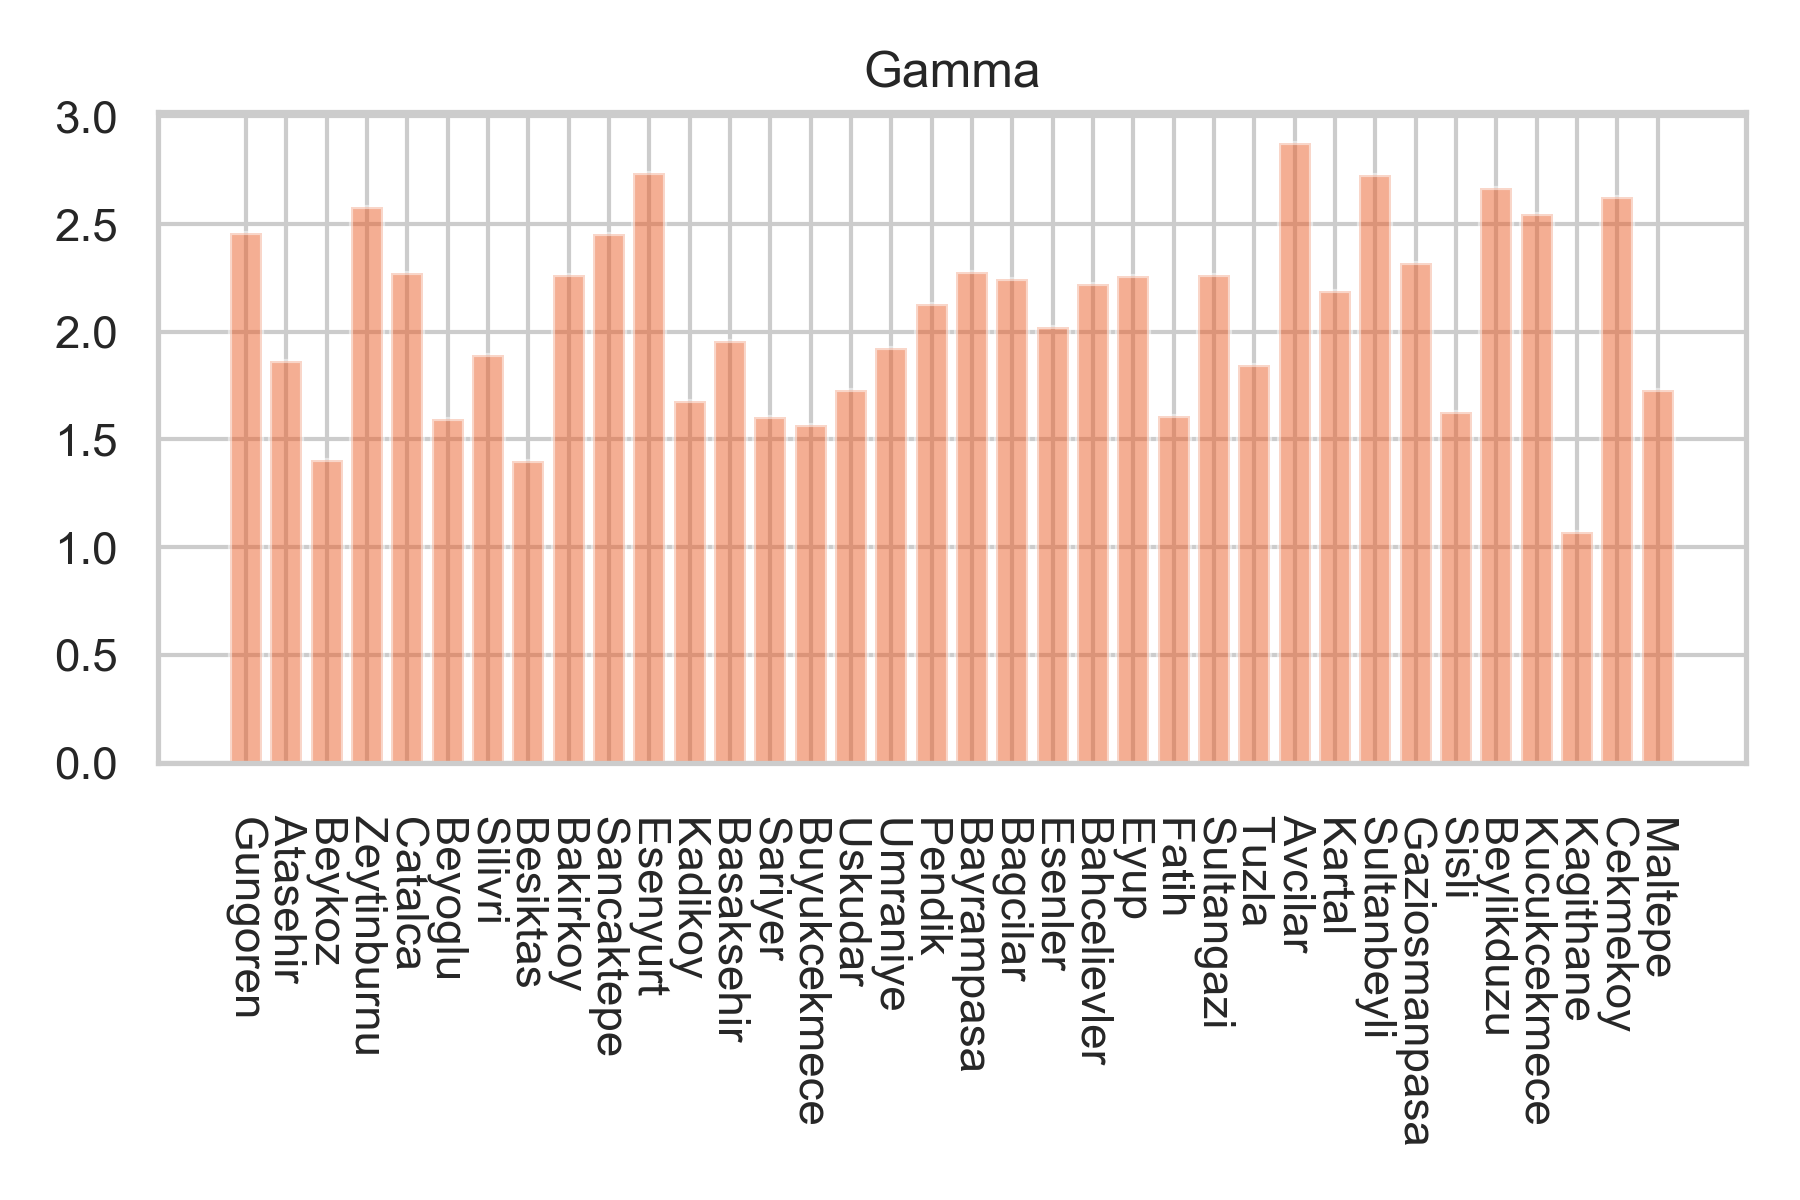 Gamma
3.0
2.5
2.0
1.5
1.0
0.5
0.0
Gungoren
Atasehir
Beykoz
Zeytinburnu
Catalca
Beyoglu
Silivri
Besiktas
Bakirkoy
Sancaktepe
Esenyurt
Kadikoy
Basaksehir
Sariyer
Buyukcekmece
Uskudar
Umraniye
Pendik
Bayrampasa
Bagcilar
Esenler
Bahcelievler
Eyup
Fatih
Sultangazi
Tuzla
Avcilar
Kartal
Sultanbeyli
Gaziosmanpasa
Sisli
Beylikduzu
Kucukcekmece
Kagithane
Cekmekoy
Maltepe